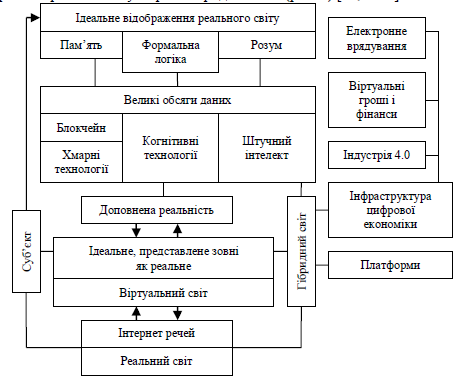 Ідеальне відображення реального світу
Пам’ять
Формальна
логіка
Розум
Великі обсяги даних
Блокчейн
Хмарні
технології
Когнітивні
технології
Штучний
інтелект
Доповнена реальність
Ідеальне, представлене зовні
як реальне
Віртуальний світ
Інтернет речей
Реальний світ
Суб’єкт
Гібридний світ
Електронне
врядування
Віртуальні
гроші і
фінанси
Індустрія 4.0
Інфраструктура
цифрової
економіки
Платформи